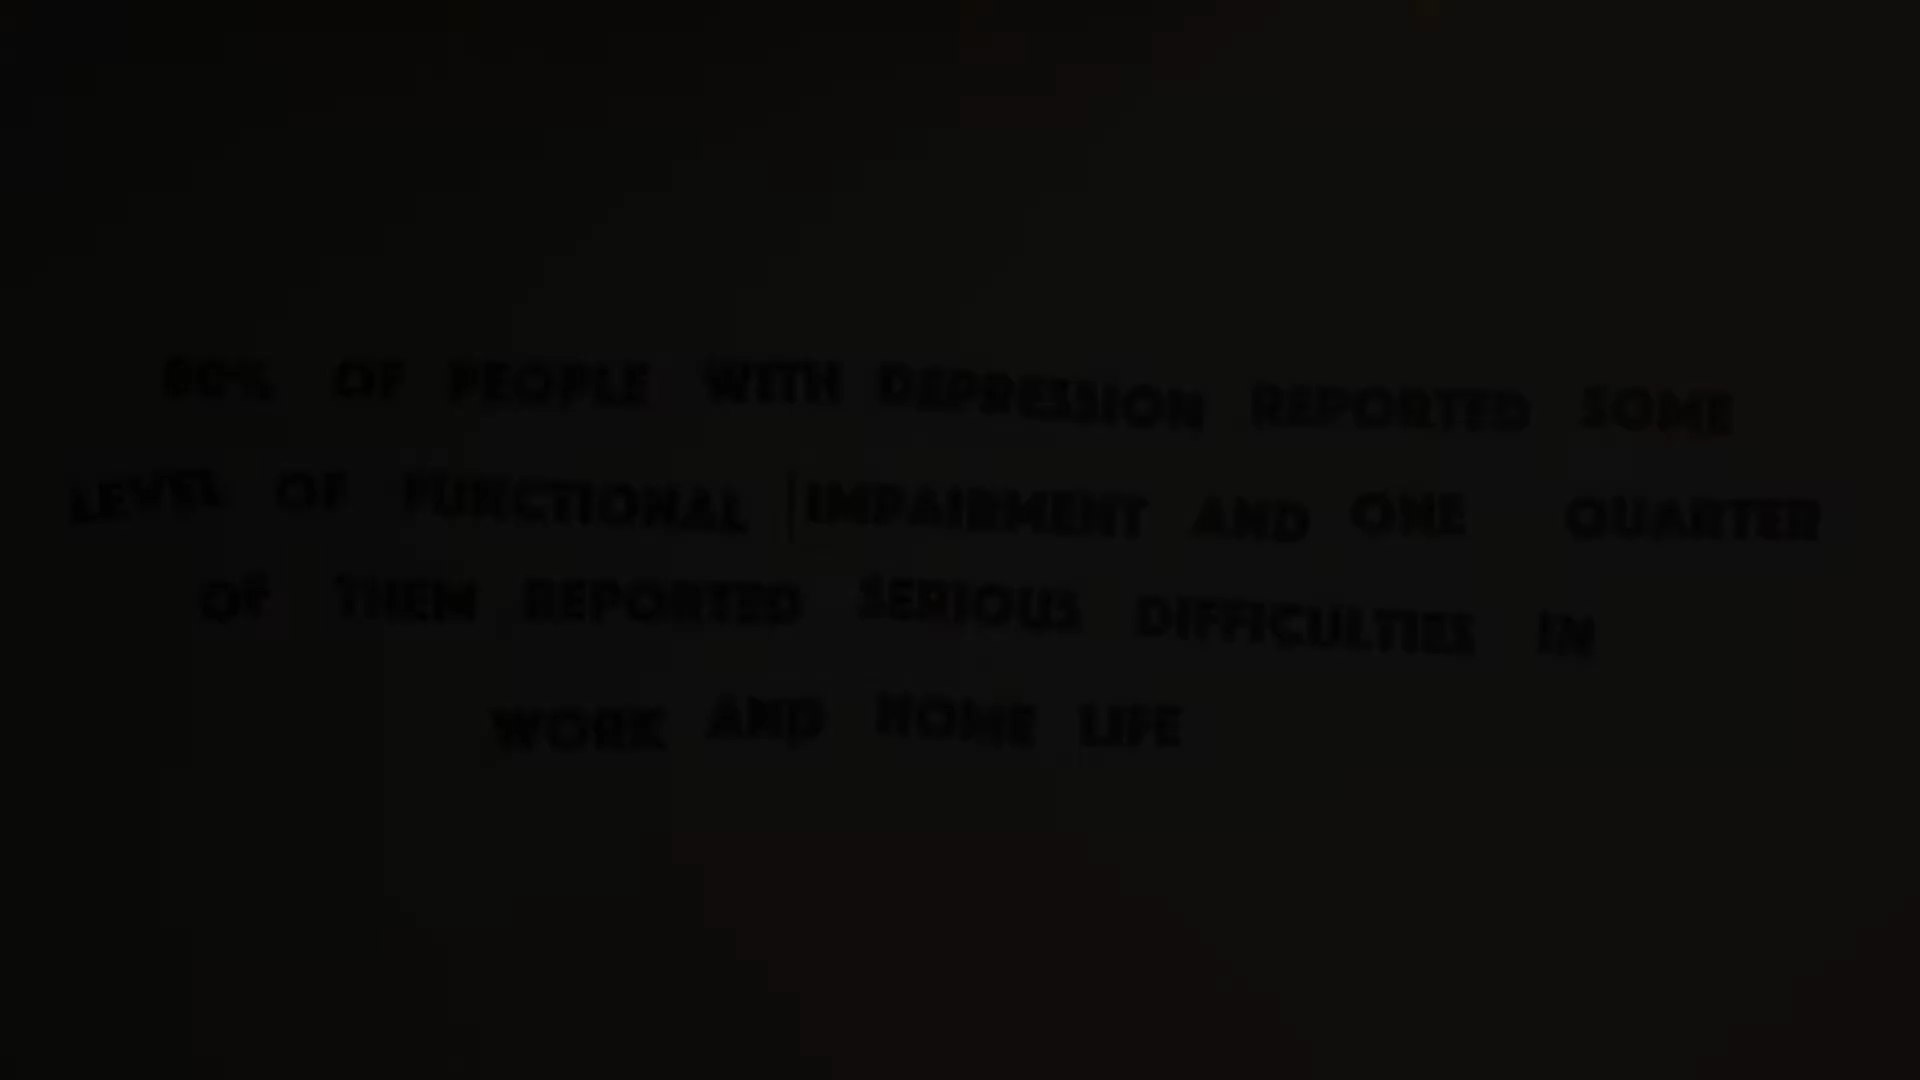 80% OF PEOPLE WITH DEPRESSION REPORTED SOME
LEVEL OF FUNCTIONAL IMPAIRMENT AND ONE QUARTER
OF THEM REPORTED SERIOUS DIFFICULTIES IN
WORK AND HOME LIFE